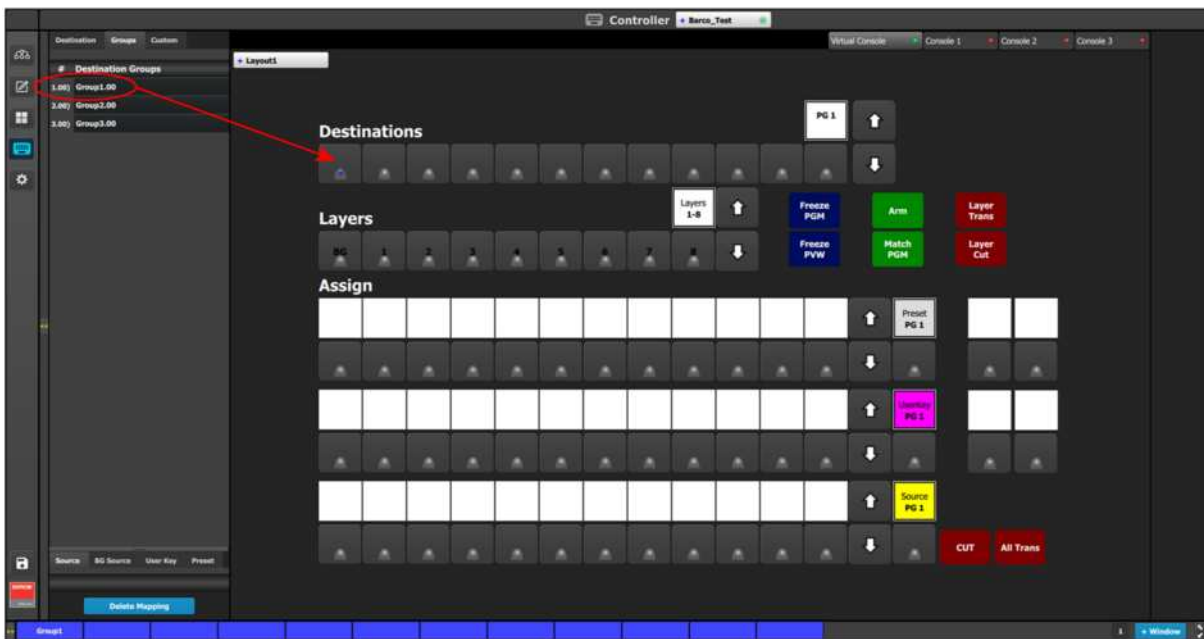 Controller + Barco_Test
Destination Groups Custom
Virtual Console Console 1 Console 2 Console 3
+ Layout1
# Destination Groups
1.00) Group1.00
2.00) Group2.00
3.00) Group3.00
PG 1
Destinations
Layers
1-8
Freeze
PGM
Arm
Layer
Trans
Layers
BG 1 2 3 4 5 6 7 8
Freeze
PVW
Match
PGM
Layer
Cut
Assign
Preset
PG 1
UserKey
PG 1
Source
PG 1
CUT All Trans
Source BG Source User Key Preset
Delete Mapping
Group1 1 + Window